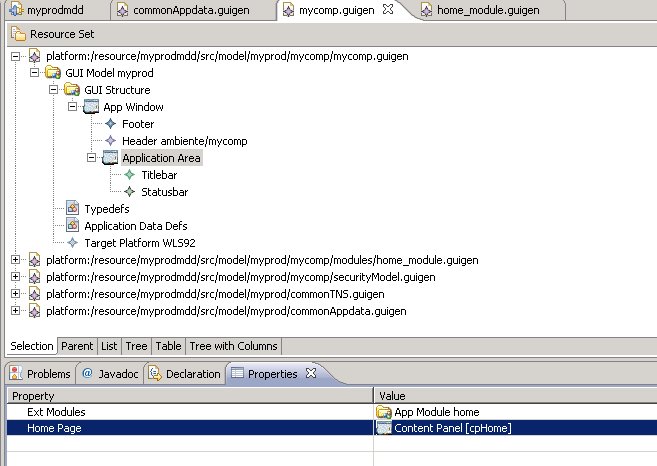 myprodmdd commonAppdata.guigen mycomp.guigen home_module.guigen
Resource Set
platform:/resource/myprodmdd/src/model/myprod/mycomp/mycomp.guigen
GUI Model myprod
GUI Structure
App Window
Footer
Header ambiente/mycomp
Application Area
Titlebar
Statusbar
Typedefs
Application Data Defs
Target Platform WLS92
platform:/resource/myprodmdd/src/model/myprod/mycomp/modules/home_module.guigen
platform:/resource/myprodmdd/src/model/myprod/mycomp/securityModel.guigen
platform:/resource/myprodmdd/src/model/myprod/commonTNS.guigen
platform:/resource/myprodmdd/src/model/myprod/commonAppdata.guigen
Selection Parent List Tree Table Tree with Columns
Problems @ Javadoc Declaration Properties
Property Value
Ext Modules App Module home
Home Page Content Panel [cpHome]